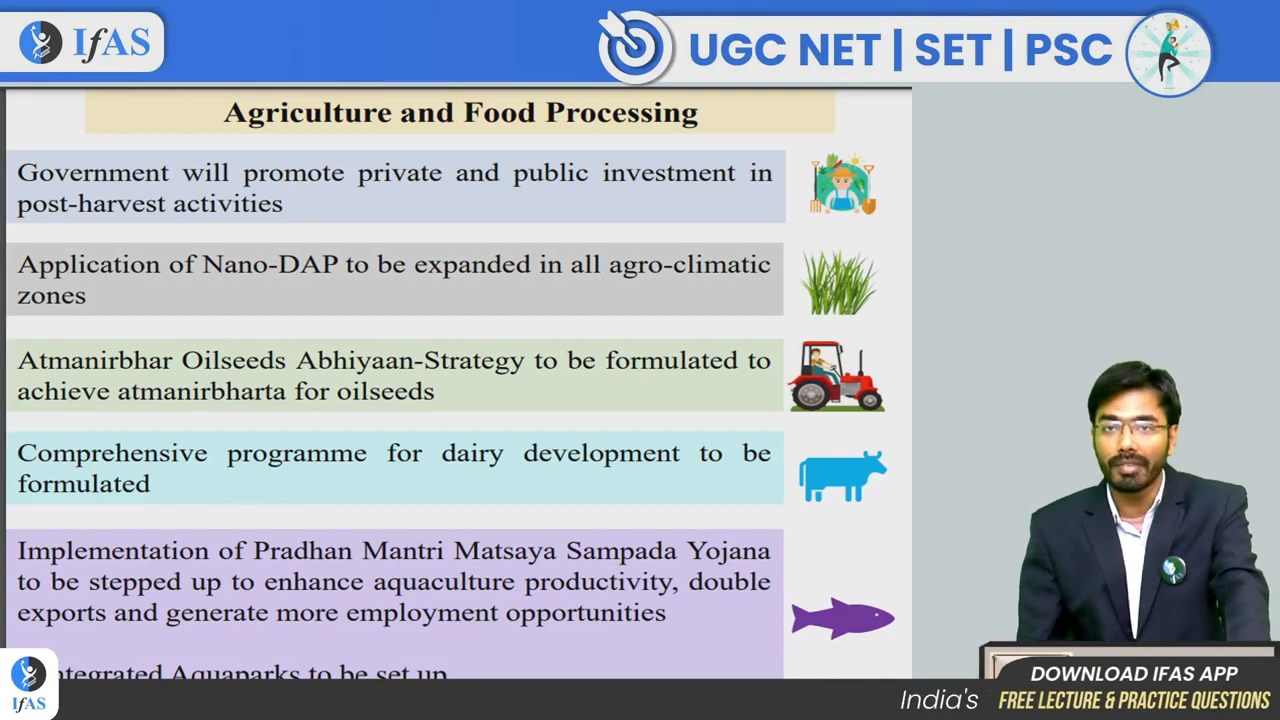 IfAS
UGC NET | SET | PSC
Agriculture and Food Processing
Government will promote private and public investment in
post-harvest activities
Application of Nano-DAP to be expanded in all agro-climatic
zones
Atmanirbhar Oilseeds Abhiyaan-Strategy to be formulated to
achieve atmanirbharta for oilseeds
Comprehensive programme for dairy development to be
formulated
Implementation of Pradhan Mantri Matsaya Sampada Yojana
to be stepped up to enhance aquaculture productivity, double
exports and generate more employment opportunities
ntegrated Aquaparks to be set up
IfAS
DOWNLOAD IFAS APP
India's FREE LECTURE & PRACTICE QUESTIONS